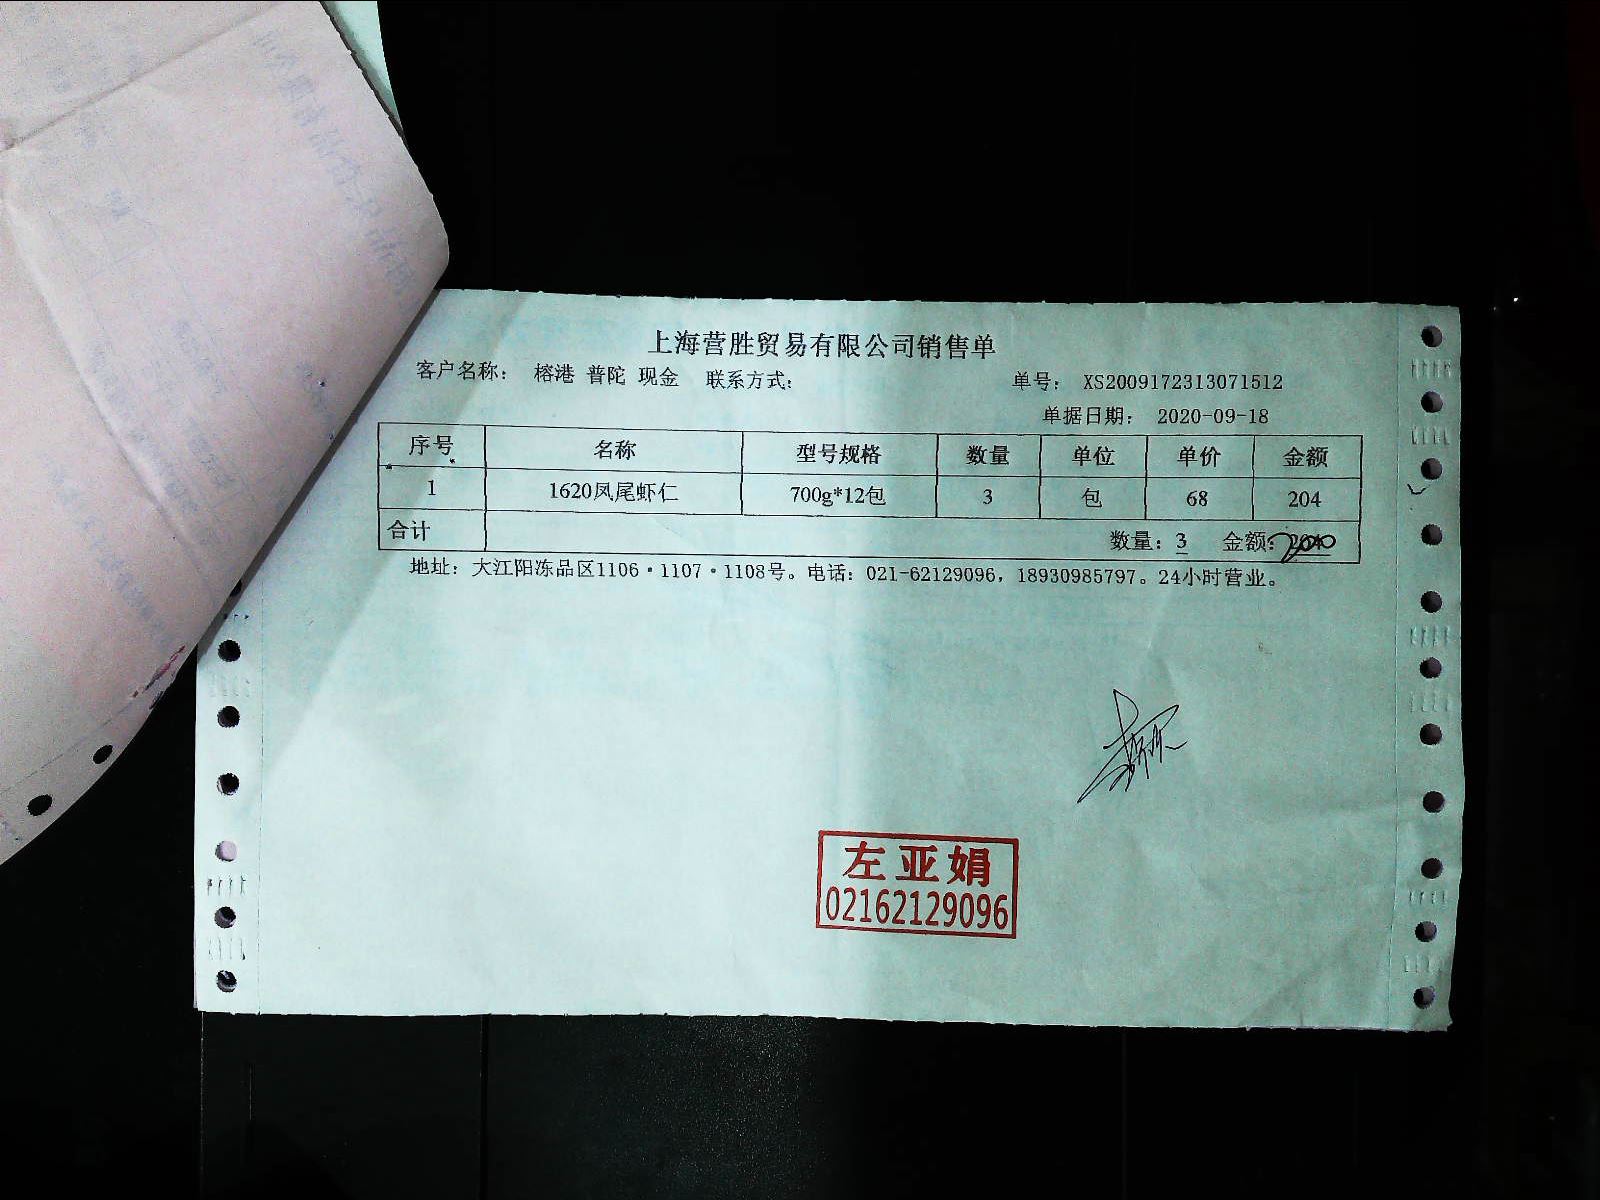 上海营胜贸易有限公司销售单
客户名称: 榕港 普陀 现金 联系方式: 单号: XS2009172313071512
单据日期: 2020-09-18
序号 名称 型号规格 数量 单位 单价 金额
1 1620凤尾虾仁 700g*12包 3 包 68 204
合计 数量: 3 金额:
地址: 大江阳冻品区1106·1107·1108号。电话: 021-62129096, 18930985797。24小时营业。
左亚娟
02162129096